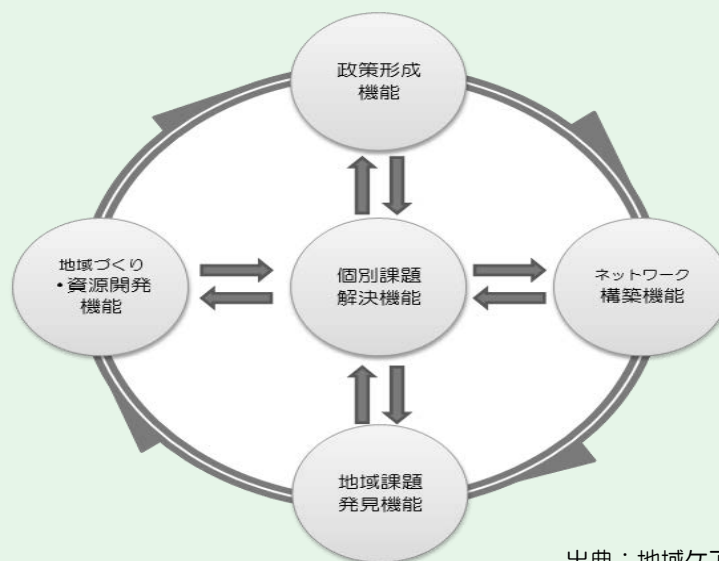 政策形成
機能
地域づくり
・資源開発
機能
個別課題
解決機能
ネットワーク
構築機能
地域課題
発見機能
出典：地域ケア